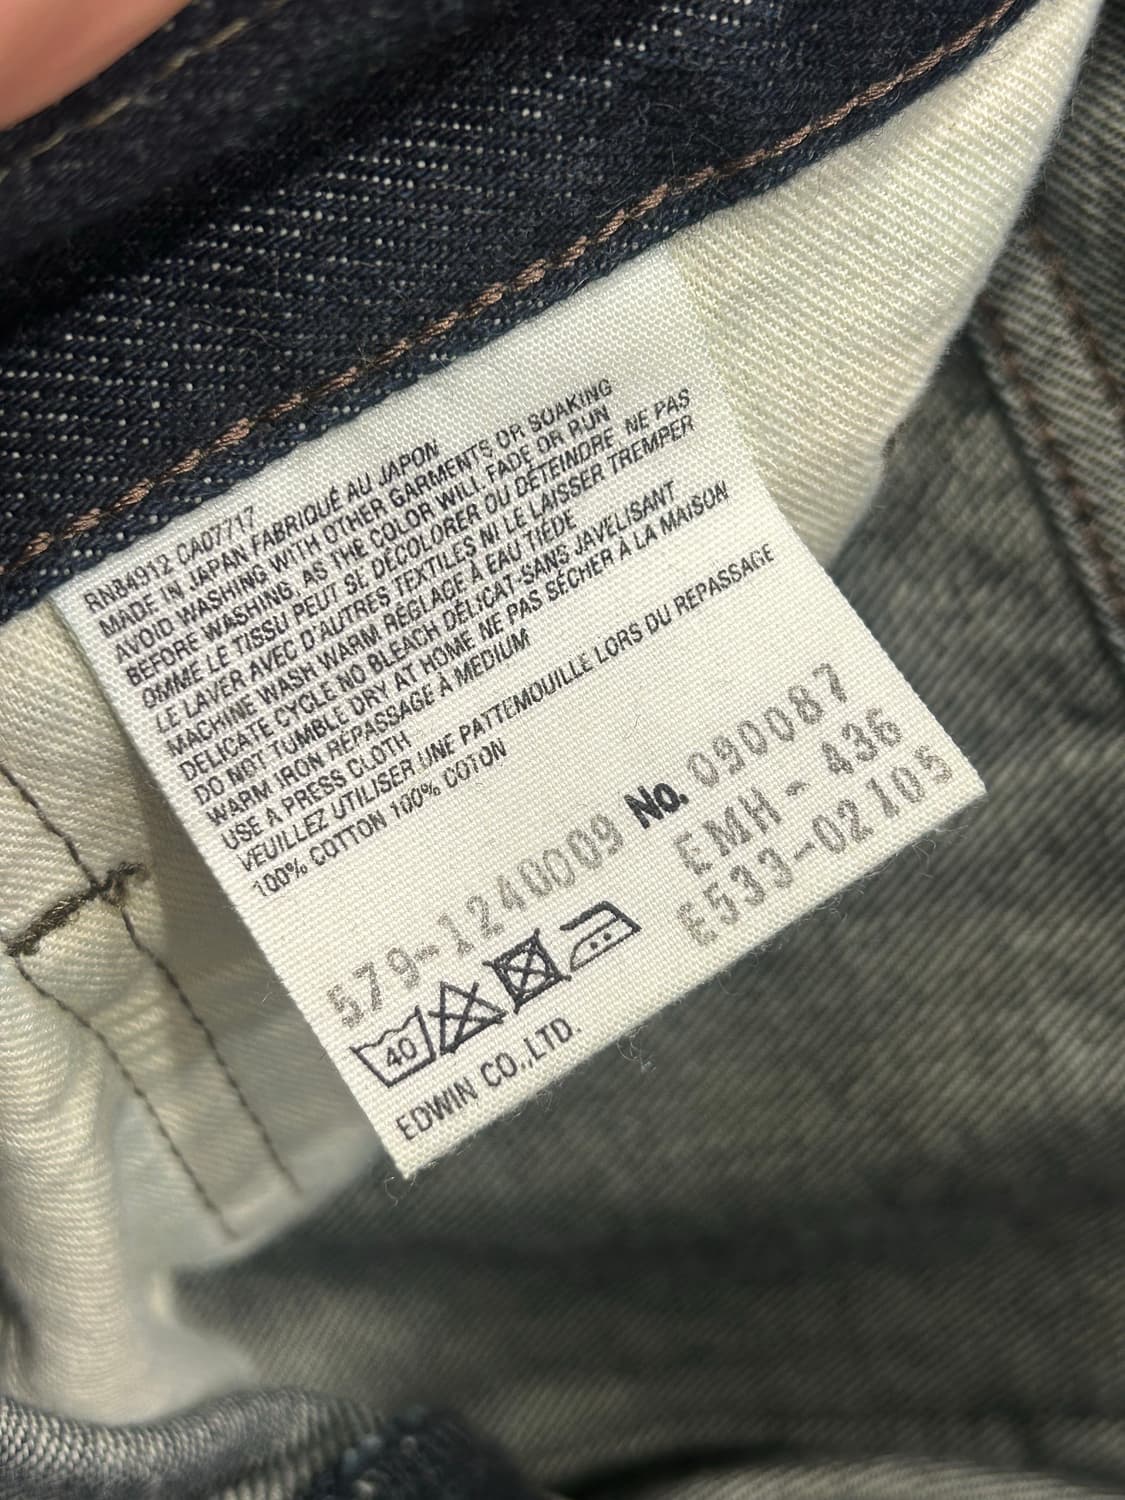 RN84912 CA07717
MADE IN JAPAN FABRIQUÉ AU JAPON
AVOID WASHING WITH OTHER GARMENTS OR SOAKING
BEFORE WASHING, AS THE COLOR WILL FADE OR RUN
OMME LE TISSU PEUT SE DÉCOLORER OU DÉTEINDRE, NE PAS
LE LAVER AVEC D'AUTRES TEXTILES NI LE LAISSER TREMPER
MACHINE WASH WARM RÉGLAGE À EAU TIÉDE
DELICATE CYCLE NO BLEACH DÉLICAT-SANS JAVELISANT
DO NOT TUMBLE DRY AT HOME NE PAS SÉCHER À LA MAISON
WARM IRON REPASSAGE À MEDIUM
USE A PRESS CLOTH
VEUILLEZ UTILISER UNE PATTEMOUILLE LORS DU REPASSAGE
100% COTTON 100% COTON
579-1240009 No. 090087
EMH-436
E533-02105
40
EDWIN CO.,LTD.